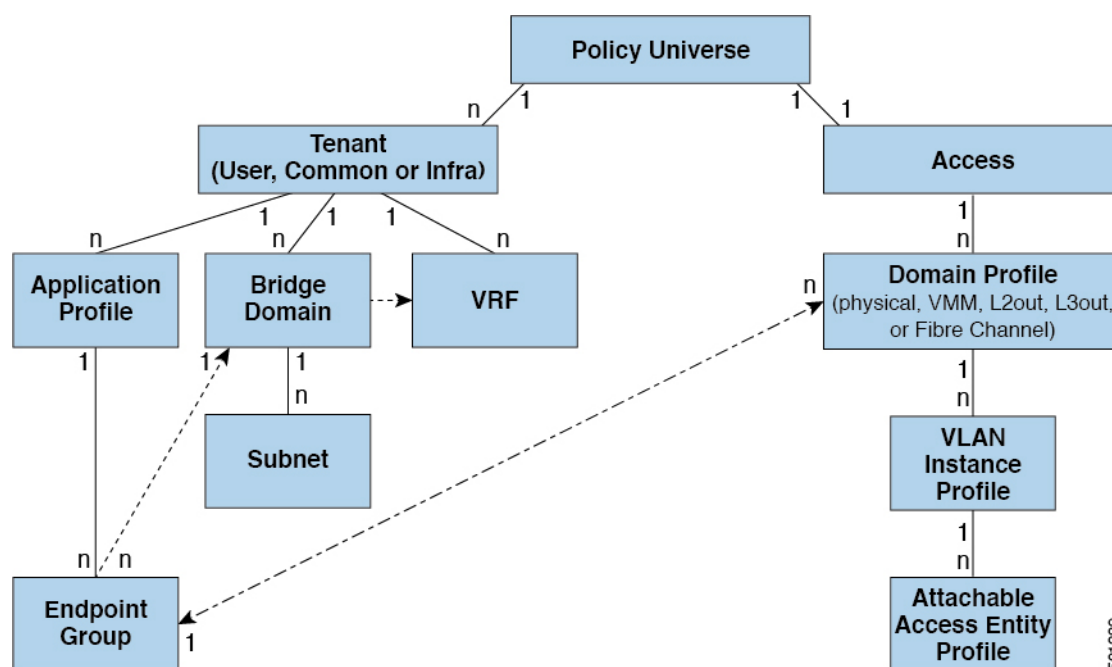 Policy Universe
n
1
1
1
Tenant
(User, Common or Infra)
Access
1
1
1
1
n
n
n
n
Application
Profile
Bridge
Domain
VRF
Domain Profile
(physical, VMM, L2out, L3out,
or Fibre Channel)
n
1
1
1
1
n
n
Subnet
VLAN
Instance
Profile
1
n
n
n
Endpoint
Group
1
Attachable
Access Entity
Profile